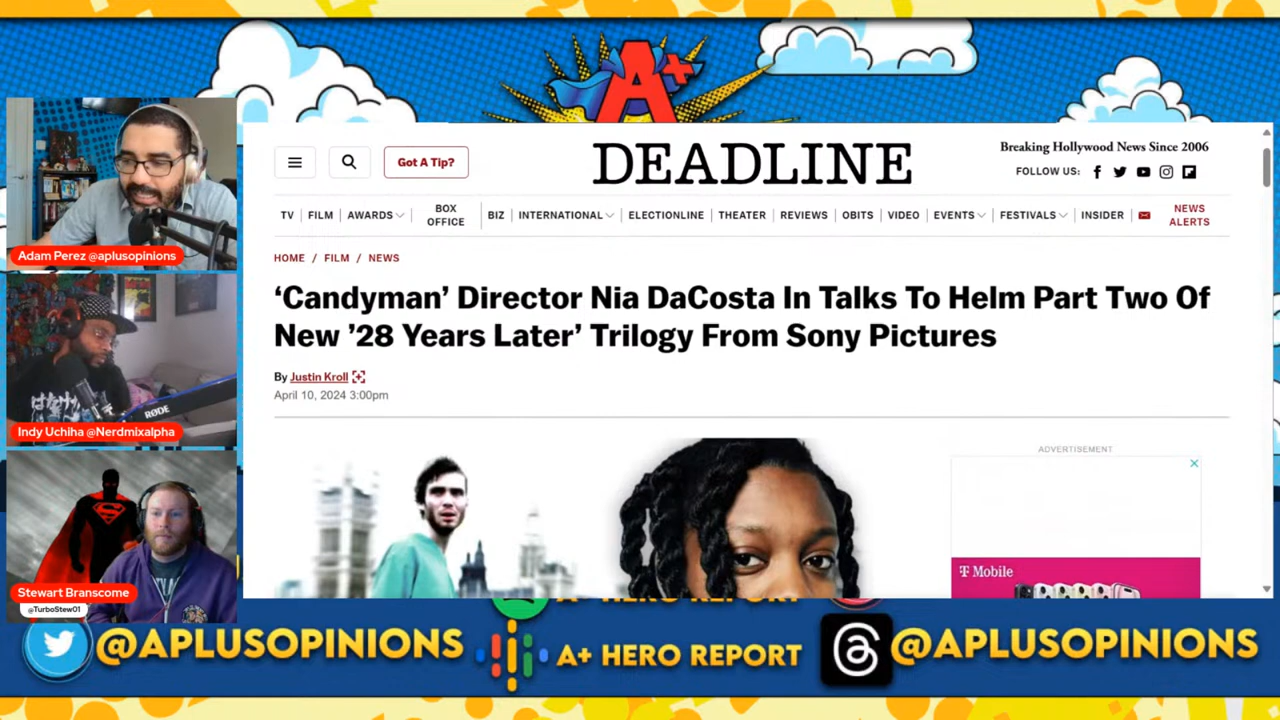 A+
Adam Perez @aplusopinions
RØDE
Indy Uchiha @Nerdmixalpha
Stewart Branscome
@TurboStew01
Got A Tip?
DEADLINE
Breaking Hollywood News Since 2006
FOLLOW US:
TV | FILM | AWARDS | BOX OFFICE | BIZ | INTERNATIONAL | ELECTIONLINE | THEATER | REVIEWS | OBITS | VIDEO | EVENTS | FESTIVALS | INSIDER | NEWS ALERTS
HOME / FILM / NEWS
‘Candyman’ Director Nia DaCosta In Talks To Helm Part Two Of
New ’28 Years Later’ Trilogy From Sony Pictures
By Justin Kroll
April 10, 2024 3:00pm
ADVERTISEMENT
T Mobile
A+ HERO REPORT
@APLUSOPINIONS
A+ HERO REPORT
@APLUSOPINIONS